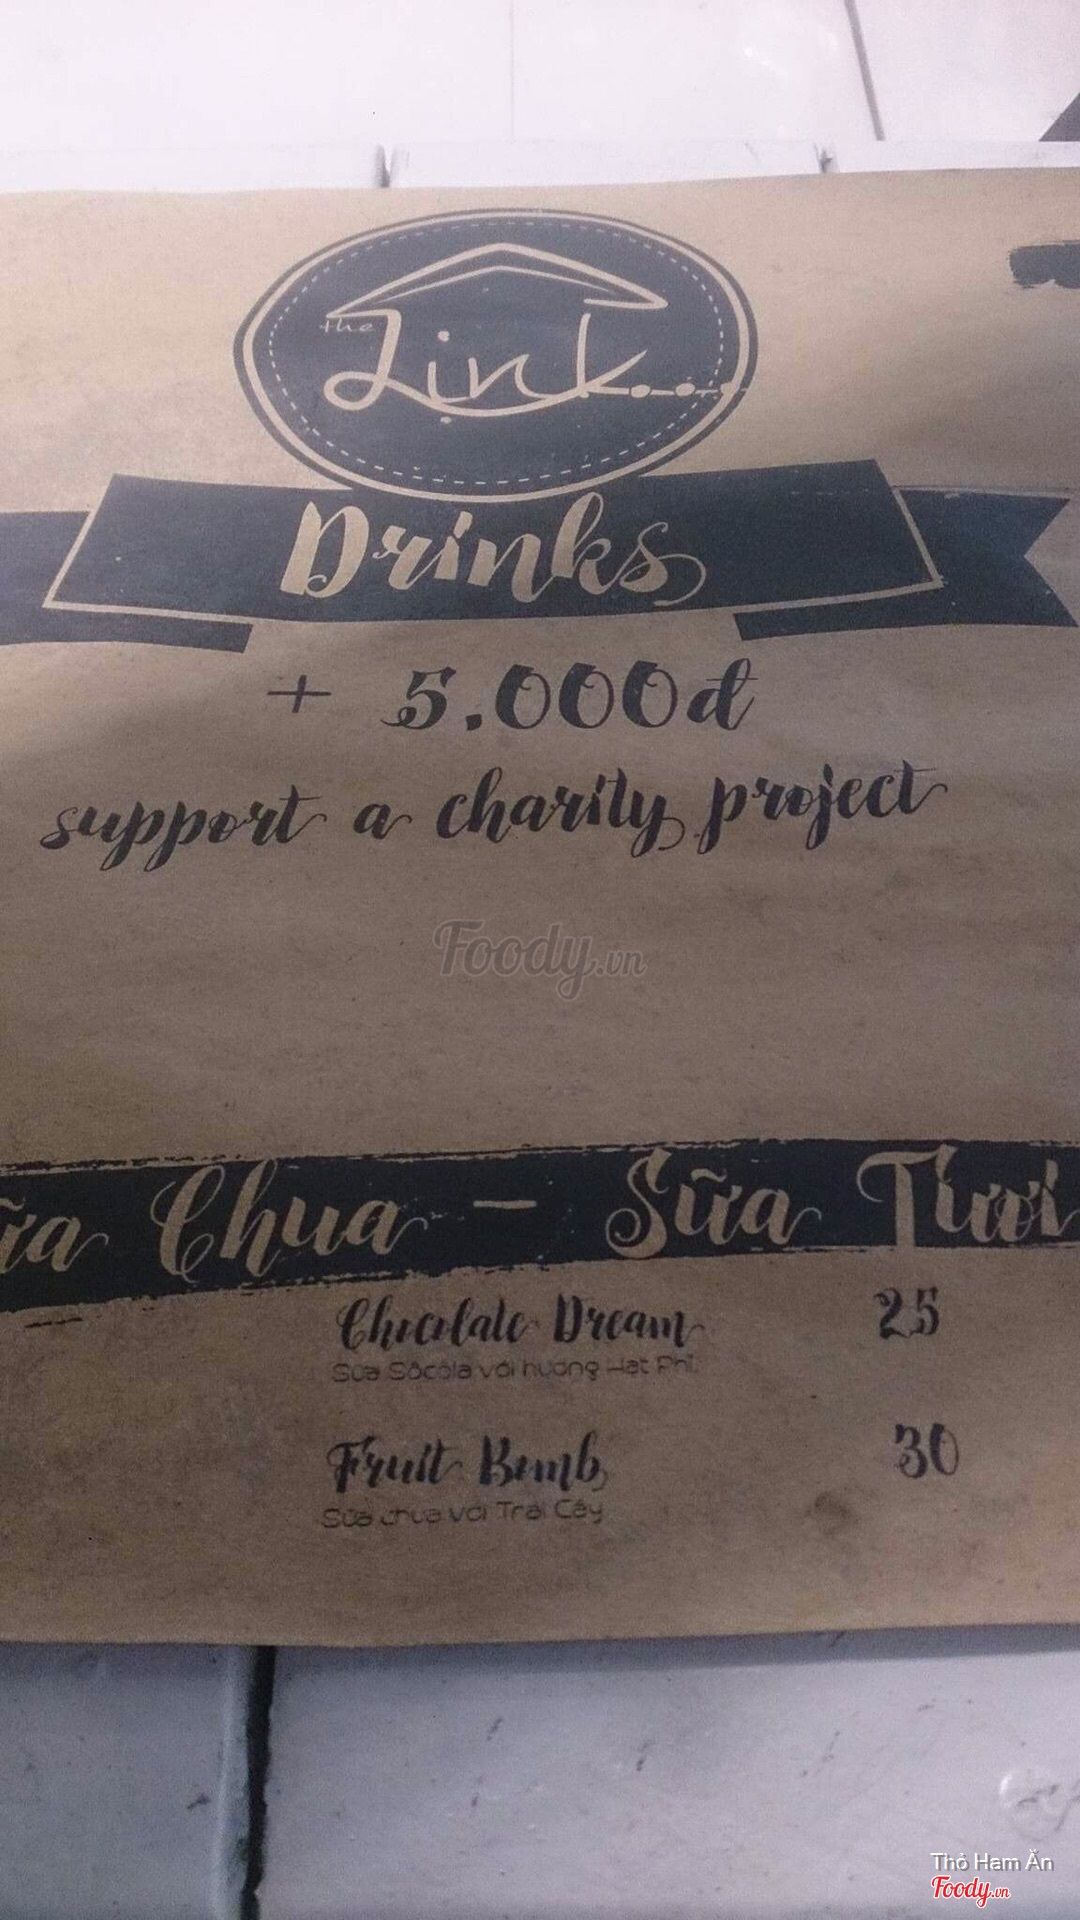 the
Link...
Drinks
+ 5.000đ
support a charity project
Foody.vn
ữa Chua - Sữa Tươi
Chocolate Dream 25
Sữa Sôcôla với hương Hạt Phỉ
Fruit Bomb 30
Sữa chua với Trái Cây
Thỏ Ham Ăn
Foody.vn